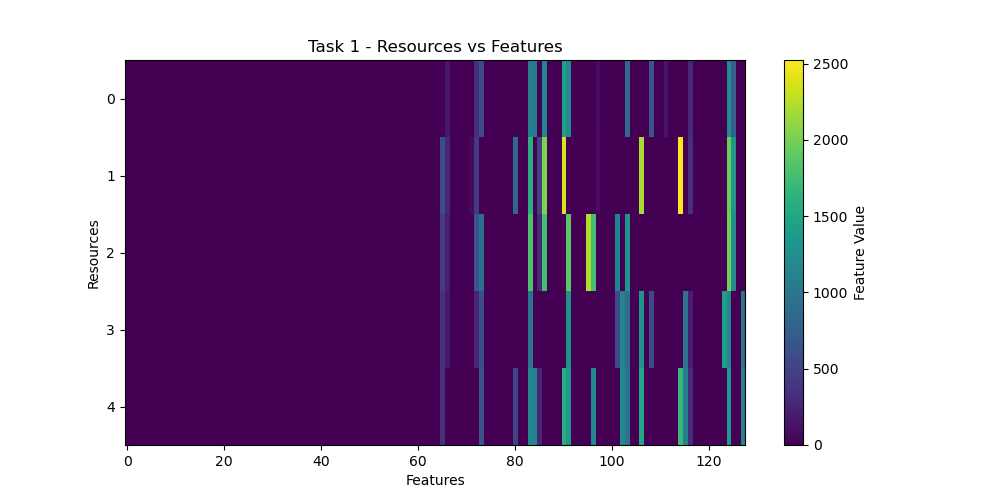 Task 1 - Resources vs Features
Resources
0
1
2
3
4
0 20 40 60 80 100 120
Features
2500
2000
1500
1000
500
0
Feature Value